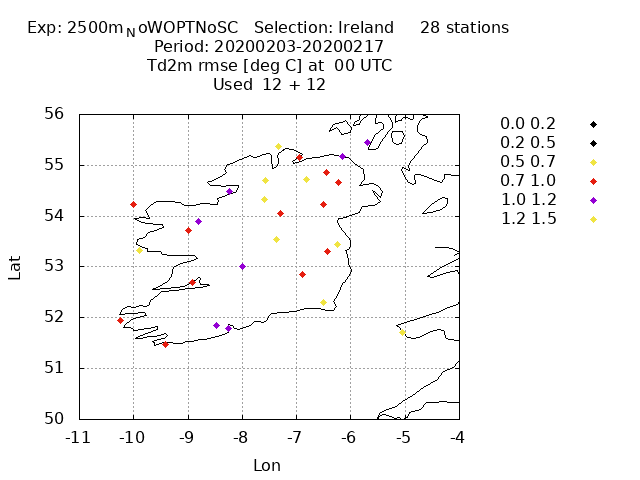 Exp: 2500mNoWOPTNoSC Selection: Ireland 28 stations
Period: 20200203-20200217
Td2m rmse [deg C] at 00 UTC
Used 12 + 12
56
55
54
53
52
51
50
-11 -10 -9 -8 -7 -6 -5 -4
Lat
Lon
0.0 0.2
0.2 0.5
0.5 0.7
0.7 1.0
1.0 1.2
1.2 1.5